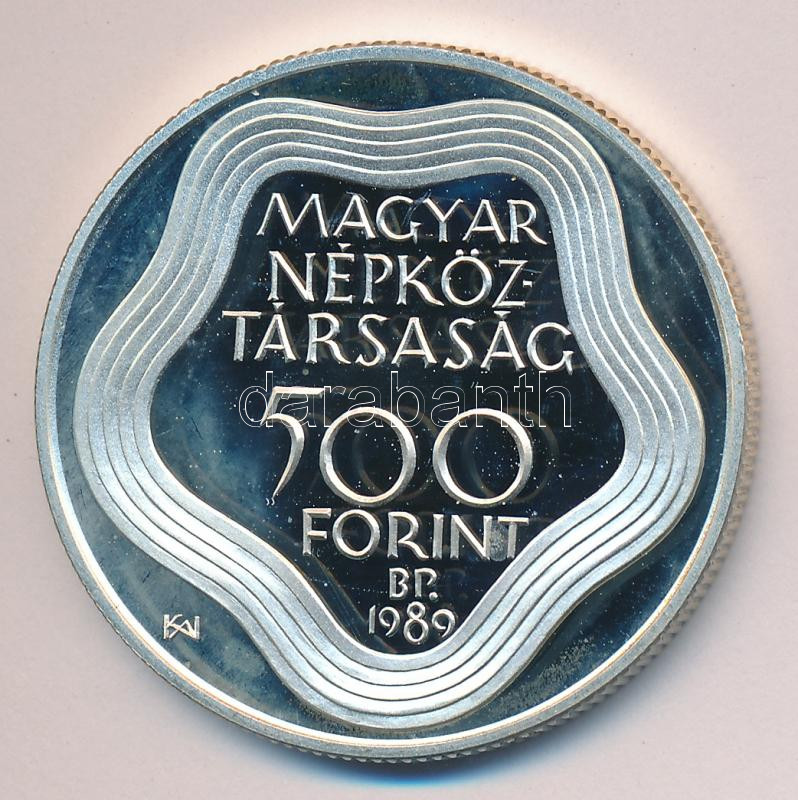 MAGYAR
NÉPKÖZ-
TÁRSASÁG
500
darabanth
FORINT
BP.
1989